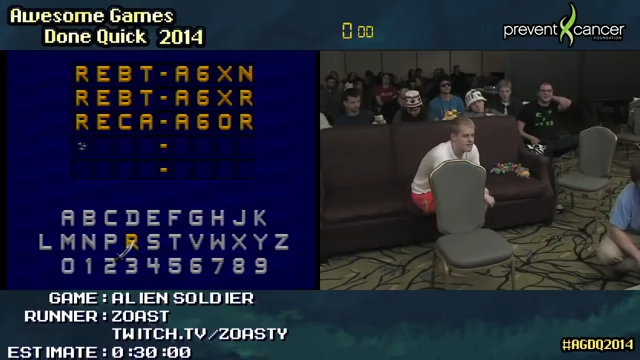 Awesome Games
Done Quick 2014
0 00
prevent cancer
FOUNDATION
REBT-A6XN
REBT-A6XR
RECA-A6OR
-
-
ABCDEFGHJK
LMNPRSTVWXYZ
0123456789
GAME:ALIEN SOLDIER
RUNNER:ZOAST
TWITCH.TV/ZOASTY
ESTIMATE:0:30:00
#AGDQ2014